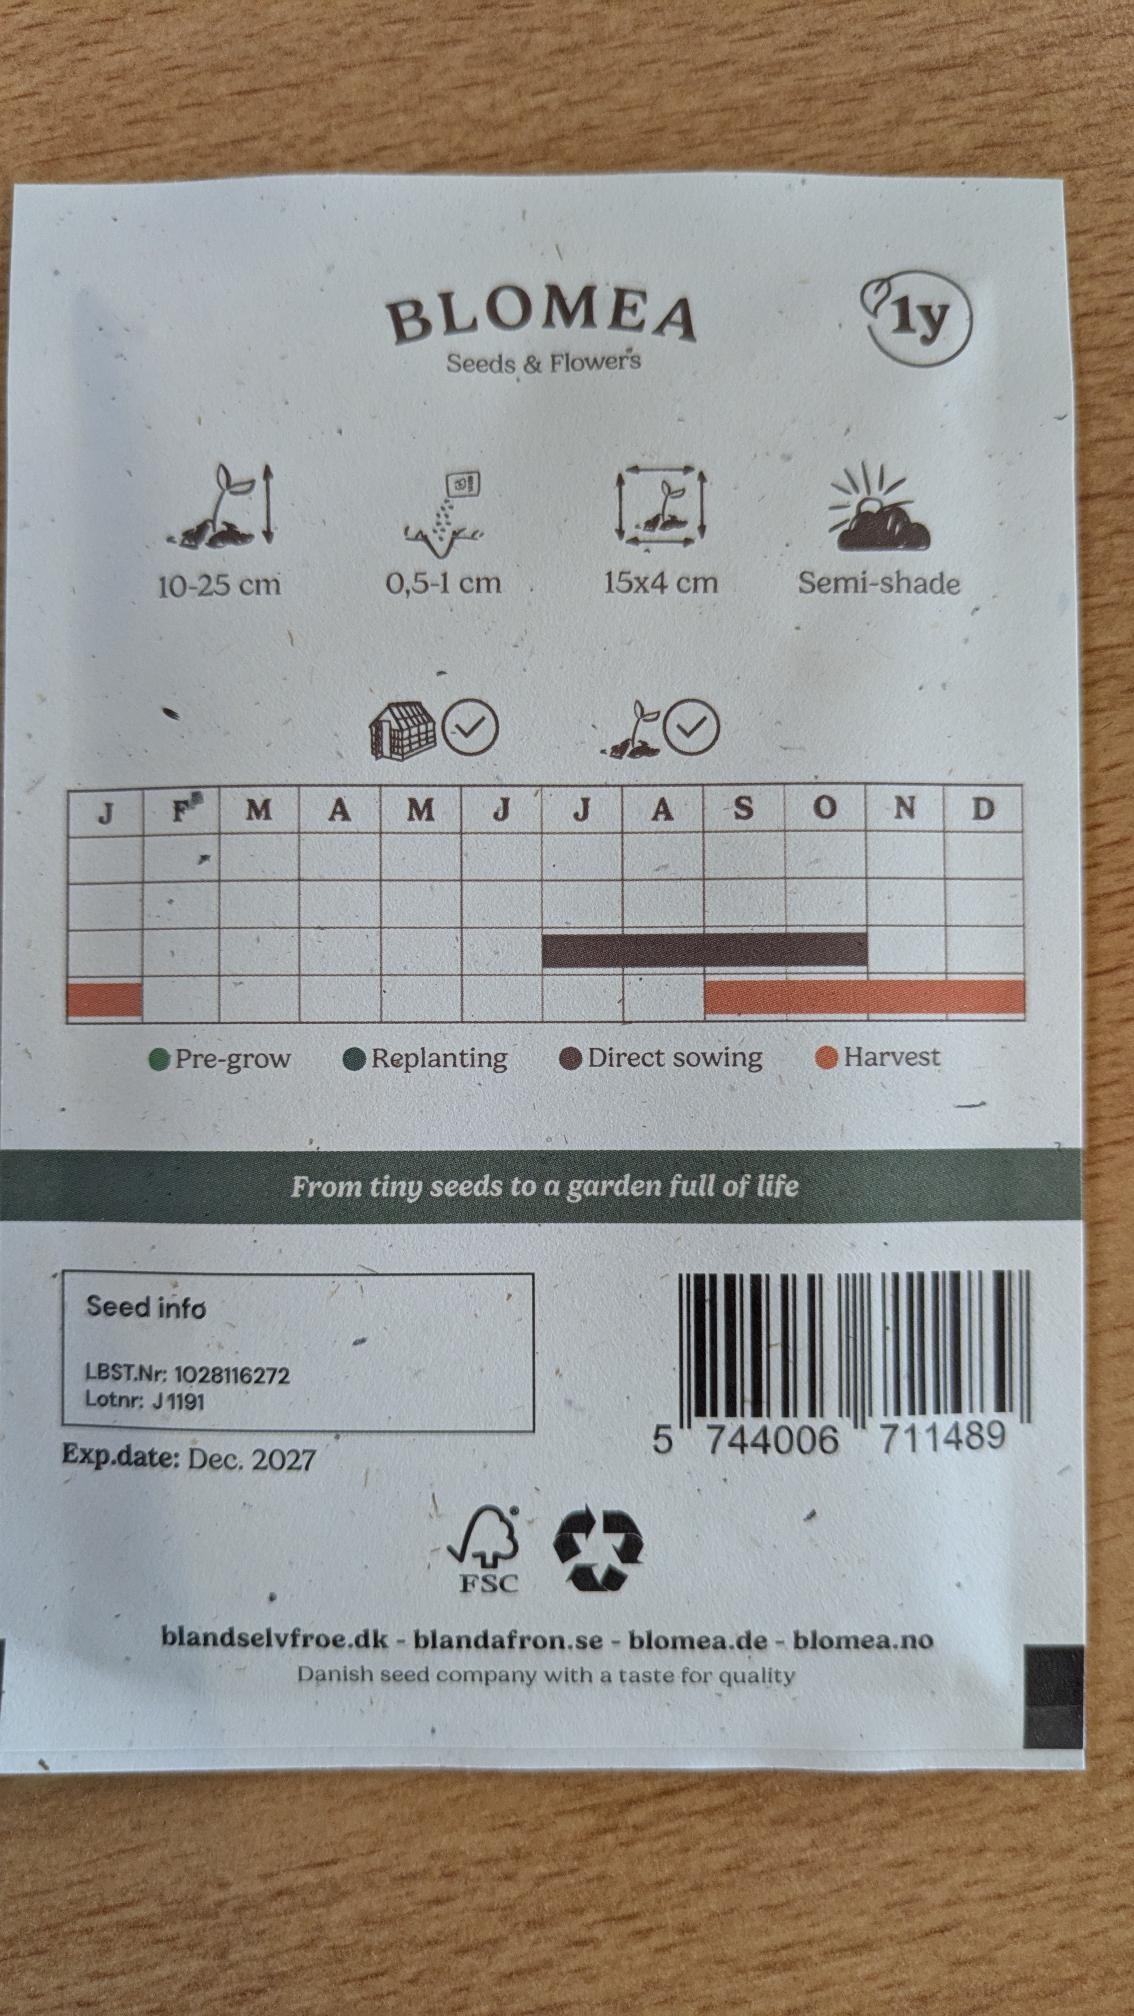 BLOMEA
Seeds & Flowers
1y
10-25 cm
0,5-1 cm
15x4 cm
Semi-shade
J F M A M J J A S O N D
Pre-grow Replanting Direct sowing Harvest
From tiny seeds to a garden full of life
Seed info
LBST.Nr: 1028116272
Lotnr: J1191
Exp.date: Dec. 2027
5 744006 711489
FSC
blandselvfroe.dk - blandafron.se - blomea.de - blomea.no
Danish seed company with a taste for quality